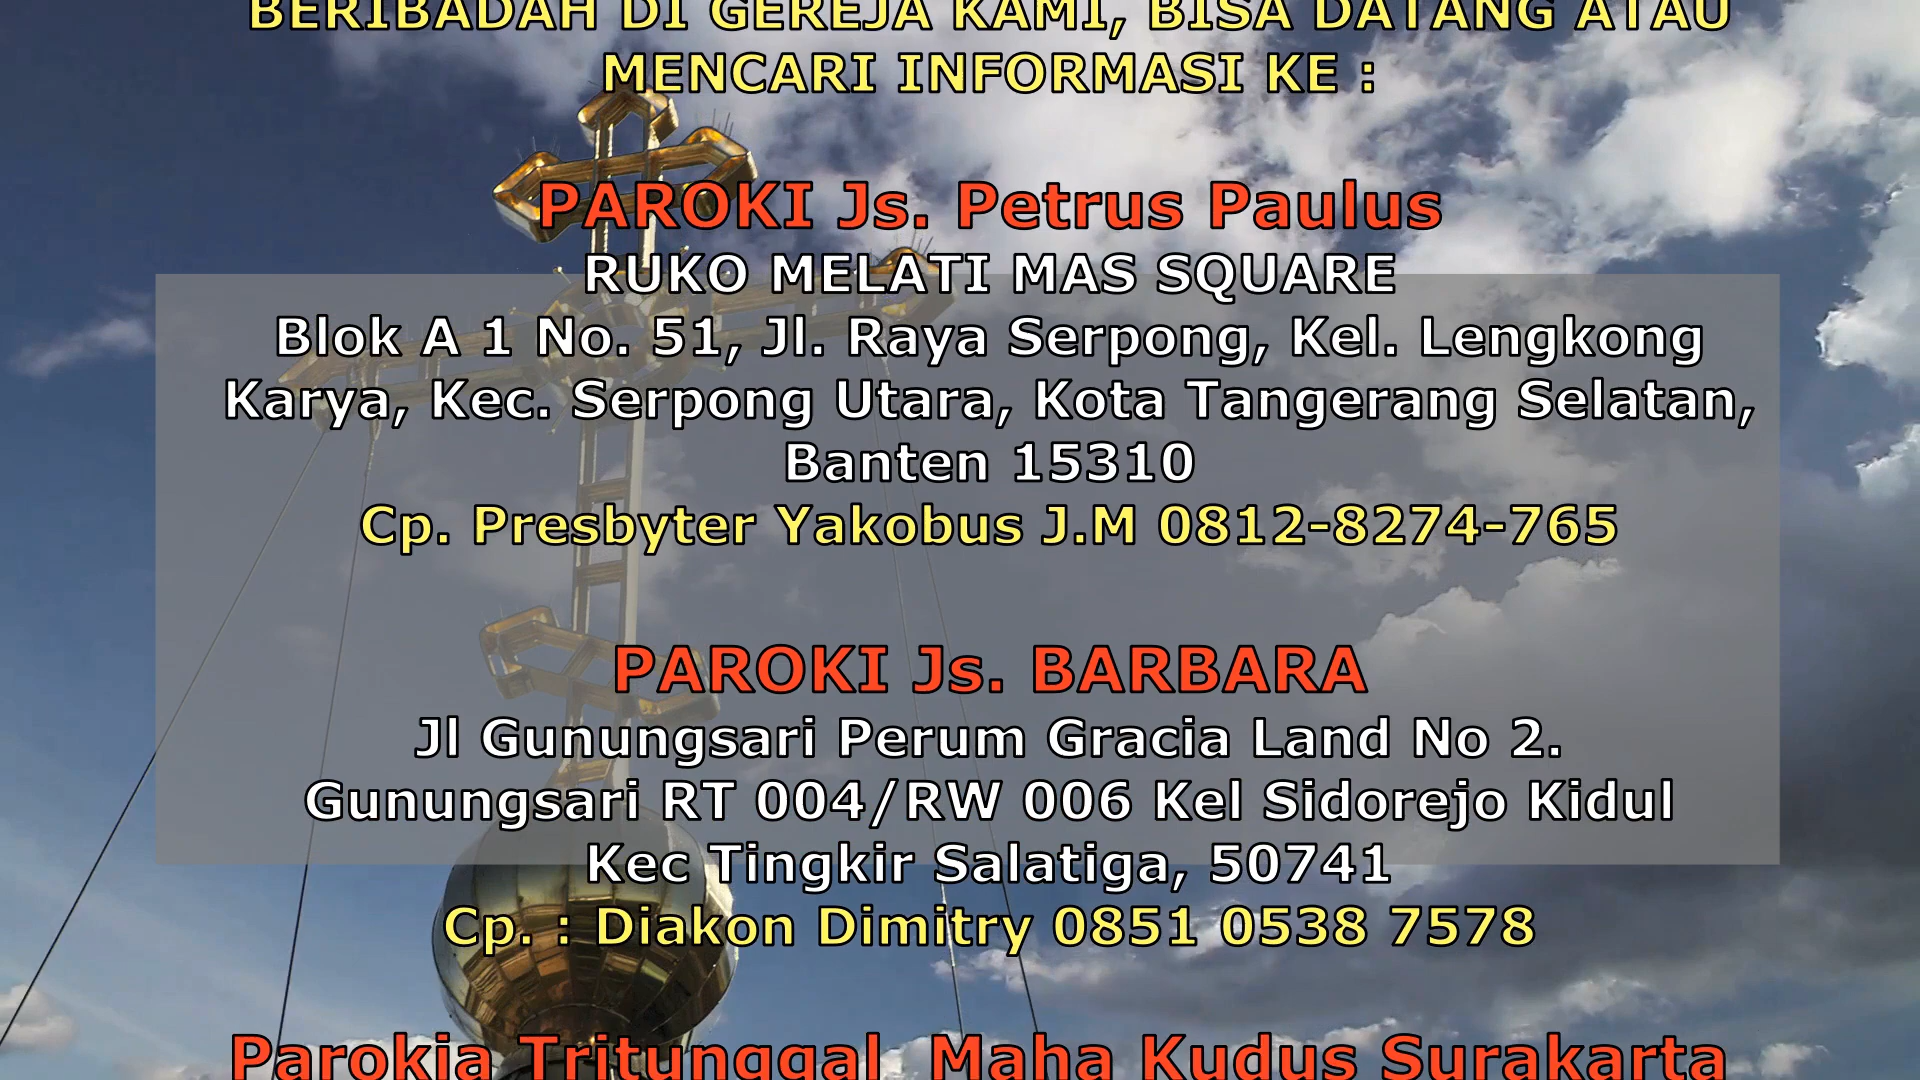 BERIBADAH DI GEREJA KAMI, BISA DATANG ATAU
MENCARI INFORMASI KE :
PAROKI Js. Petrus Paulus
RUKO MELATI MAS SQUARE
Blok A 1 No. 51, Jl. Raya Serpong, Kel. Lengkong
Karya, Kec. Serpong Utara, Kota Tangerang Selatan,
Banten 15310
Cp. Presbyter Yakobus J.M 0812-8274-765
PAROKI Js. BARBARA
Jl Gunungsari Perum Gracia Land No 2.
Gunungsari RT 004/RW 006 Kel Sidorejo Kidul
Kec Tingkir Salatiga, 50741
Cp. : Diakon Dimitry 0851 0538 7578
Parokia Tritunggal Maha Kudus Surakarta